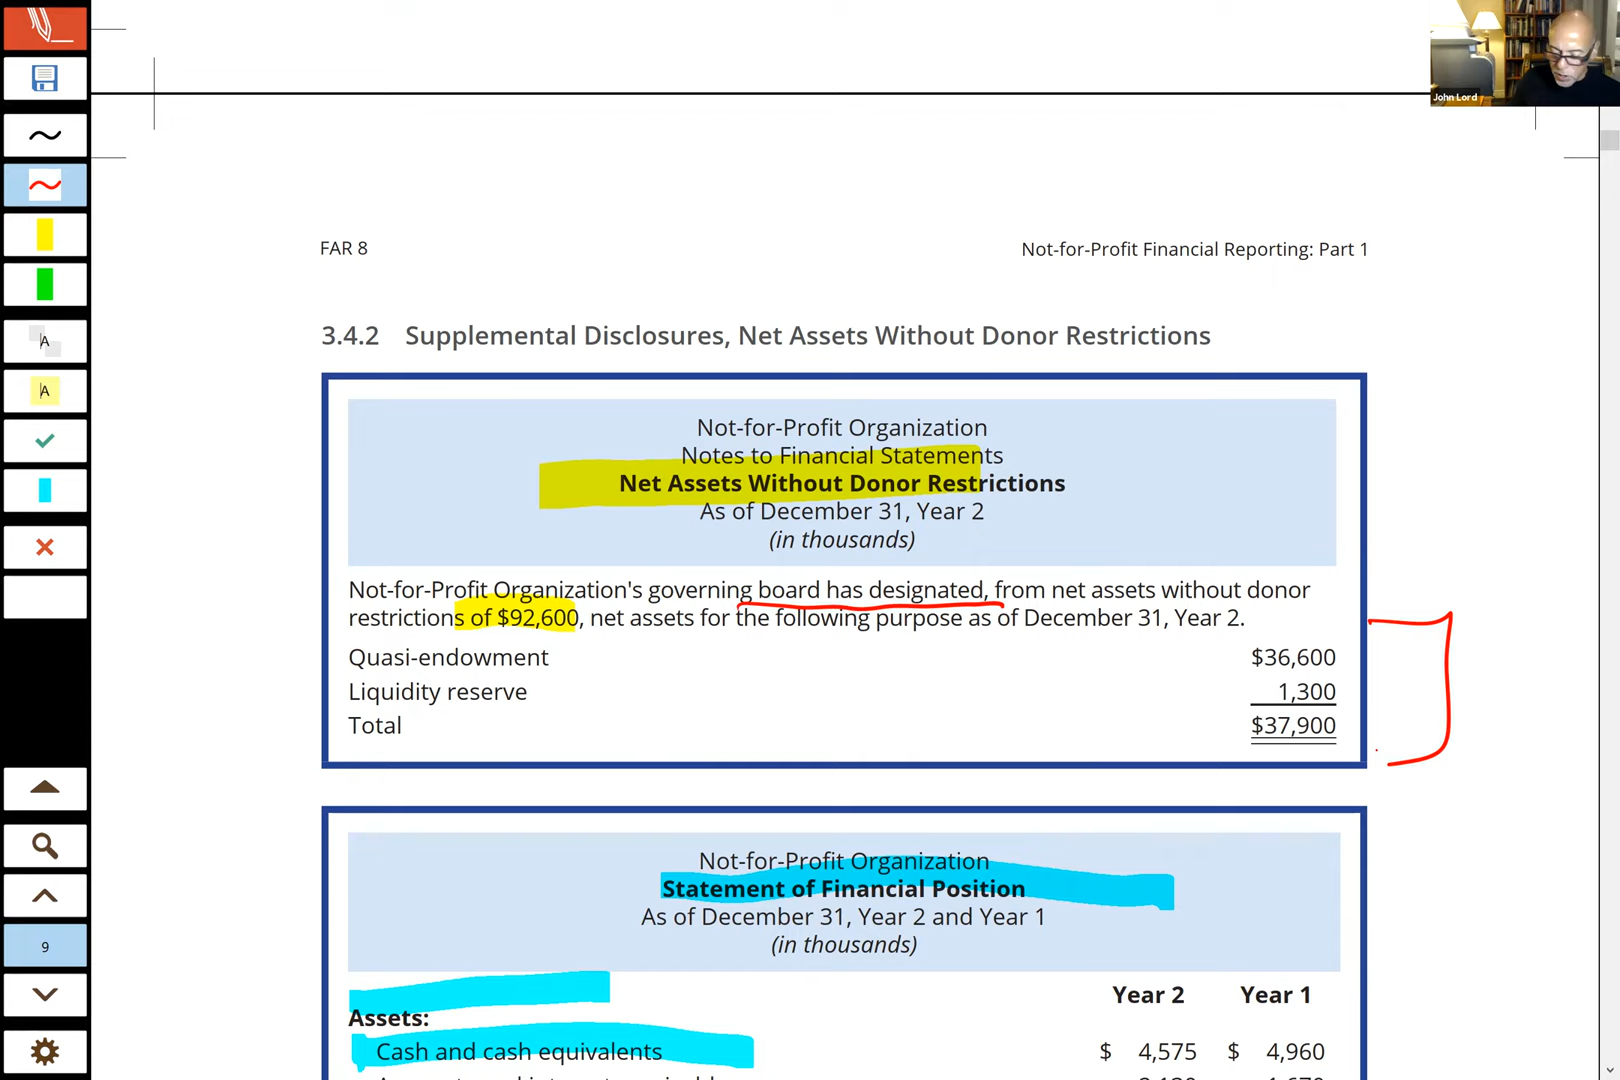 John Lord
FAR 8
Not-for-Profit Financial Reporting: Part 1
3.4.2 Supplemental Disclosures, Net Assets Without Donor Restrictions
Not-for-Profit Organization
Notes to Financial Statements
Net Assets Without Donor Restrictions
As of December 31, Year 2
(in thousands)
Not-for-Profit Organization's governing board has designated, from net assets without donor
restrictions of $92,600, net assets for the following purpose as of December 31, Year 2.
Quasi-endowment $36,600
Liquidity reserve 1,300
Total $37,900
Not-for-Profit Organization
Statement of Financial Position
As of December 31, Year 2 and Year 1
(in thousands)
Year 2 Year 1
Assets:
Cash and cash equivalents $ 4,575 $ 4,960
A
A
9